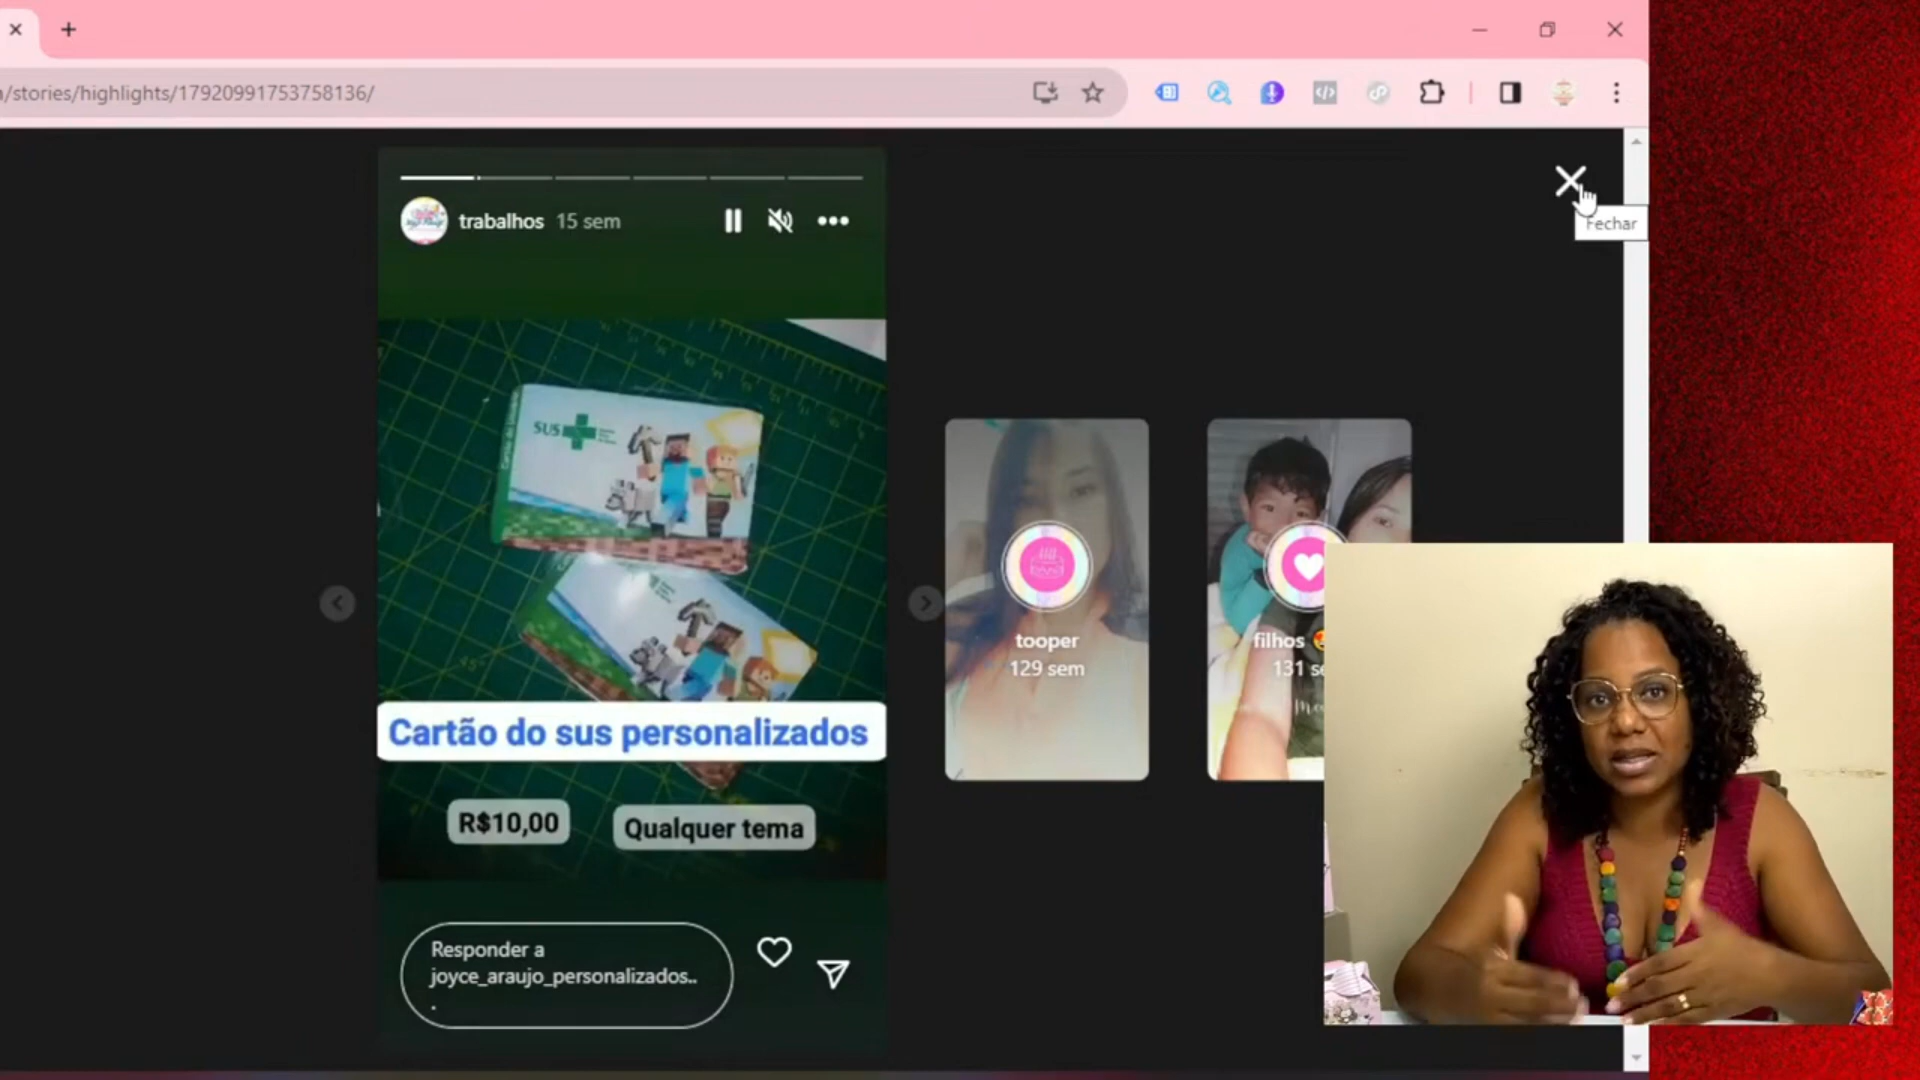 /stories/highlights/17920991753758136/
trabalhos 15 sem
Fechar
SUS
Cartão do sus personalizados
R$10,00
Qualquer tema
tooper
129 sem
filhos
131 se
Responder a
joyce_araujo_personalizados..
.